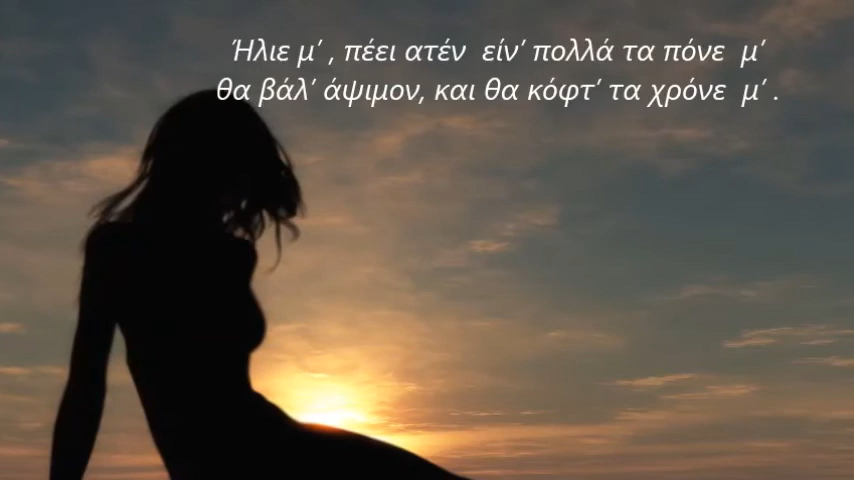 Ήλιε μ’ , πέει ατέν είν’ πολλά τα πόνε μ’
θα βάλ’ άψιμον, και θα κόφτ’ τα χρόνε μ’ .